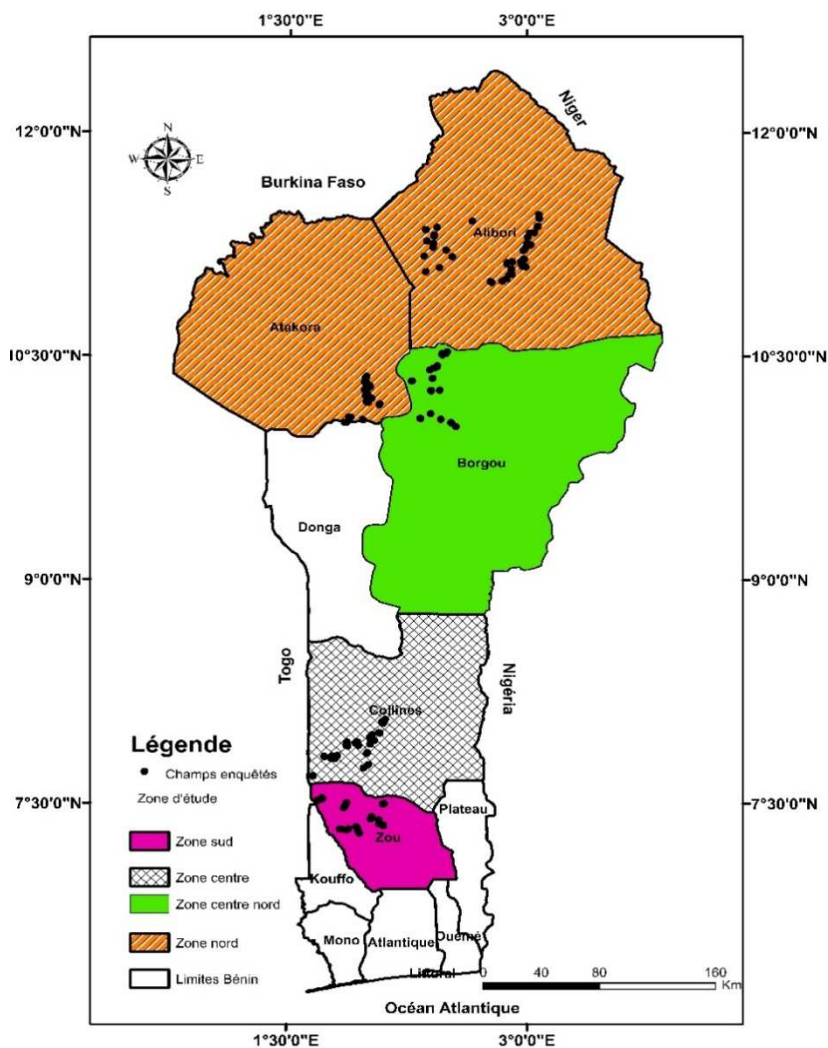 1°30'0"E 3°0'0"E
12°0'0"N 12°0'0"N
N
W E
S
Niger
Burkina Faso
Alibori
Atakora
10°30'0"N 10°30'0"N
Borgou
Donga
9°0'0"N 9°0'0"N
Togo
Nigéria
Collines
Légende
Champs enquêtés
Zone d'étude
7°30'0"N 7°30'0"N
Plateau
Zone sud
Zou
Zone centre
Kouffo
Zone centre nord
Zone nord
Mono
Atlantique
Ouémé
Limites Bénin
Littoral
0 40 80 160
Km
Océan Atlantique
1°30'0"E 3°0'0"E